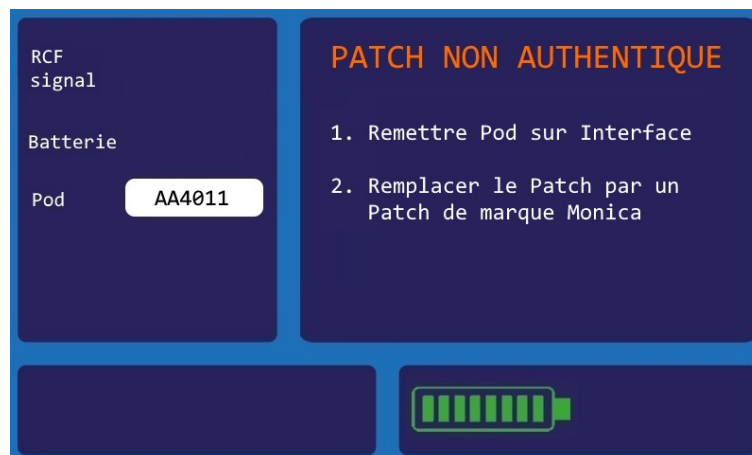 RCF
signal
Batterie
Pod AA4011
PATCH NON AUTHENTIQUE
1. Remettre Pod sur Interface
2. Remplacer le Patch par un
Patch de marque Monica